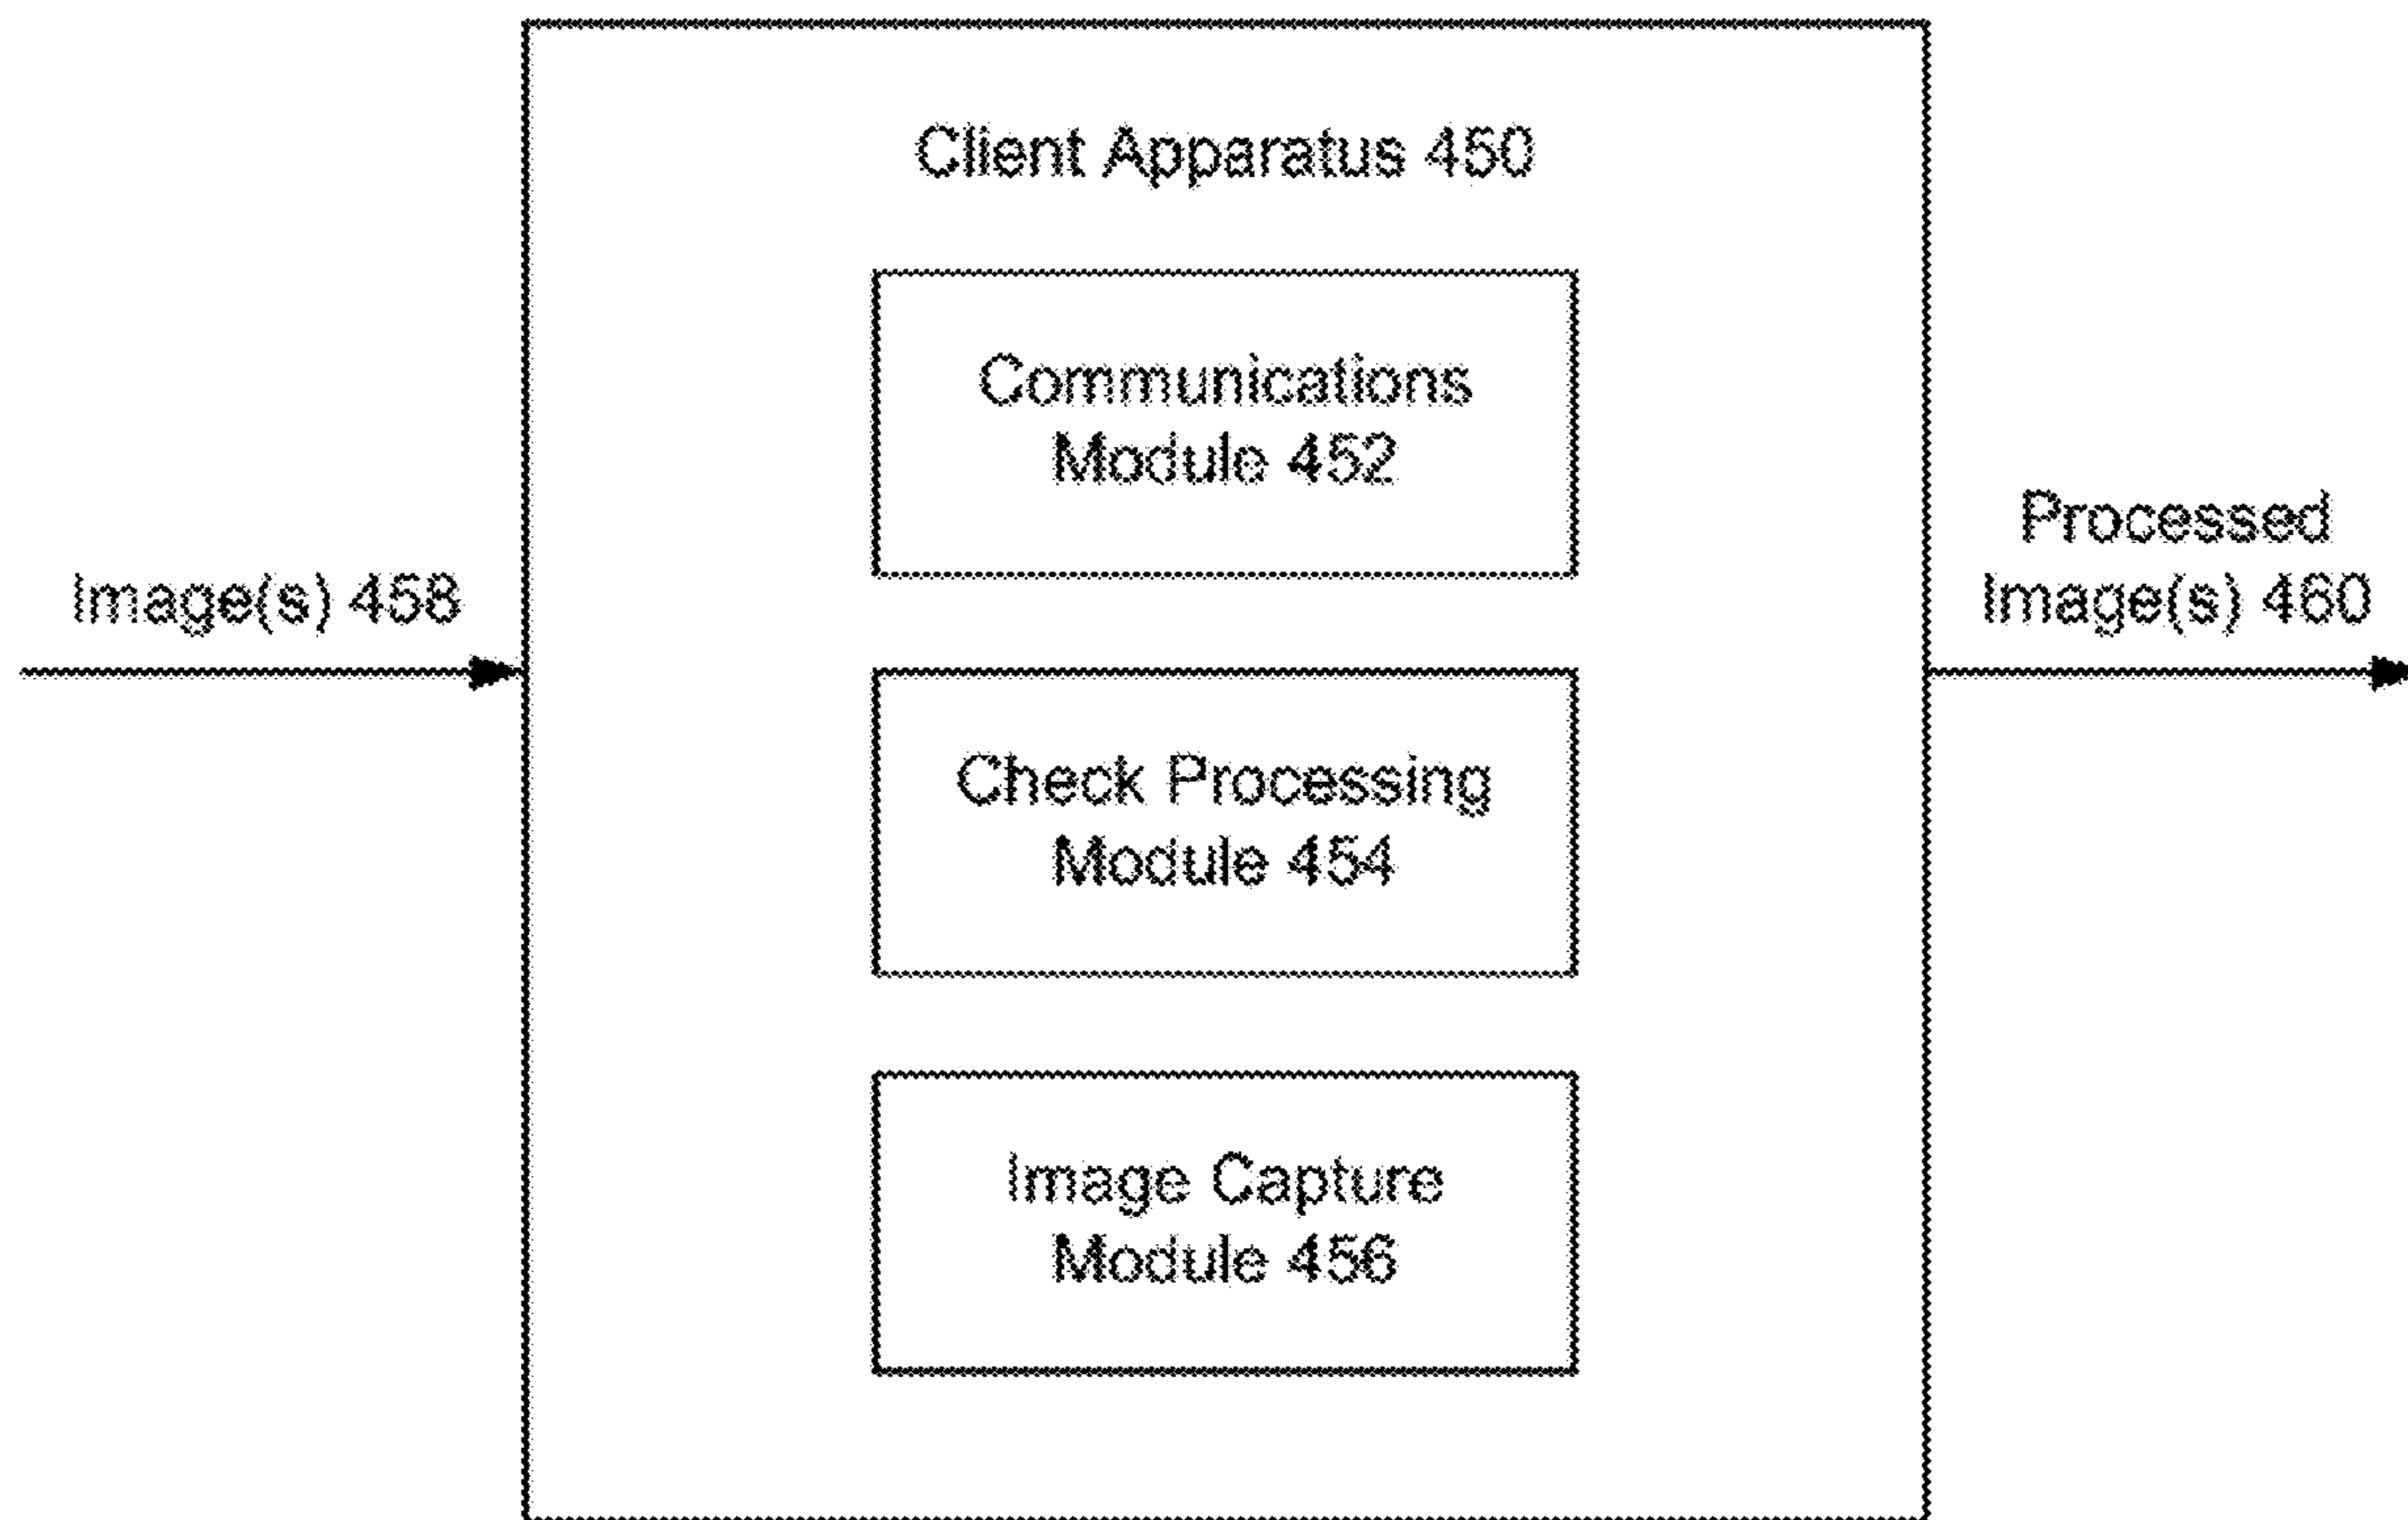 Client Apparatus 450
Communications
Module 452
Image(s) 458
Processed
Image(s) 460
Check Processing
Module 454
Image Capture
Module 456